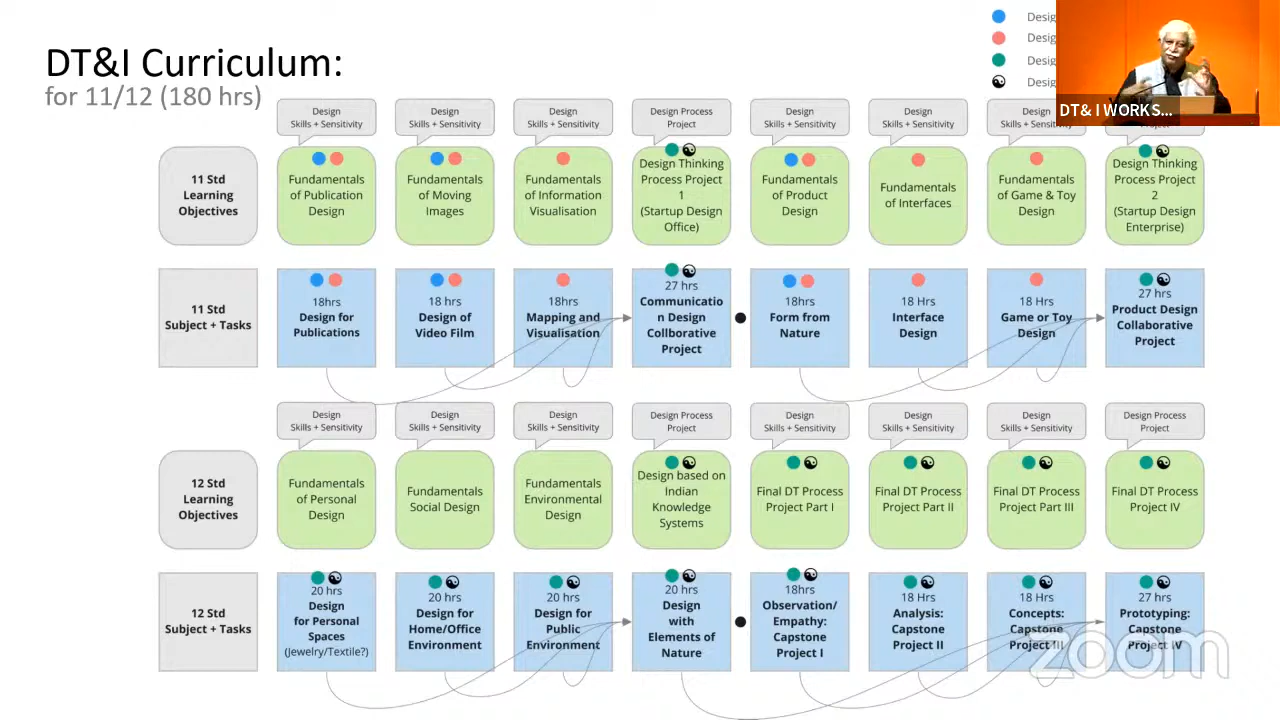 DT&I Curriculum:
for 11/12 (180 hrs)
Desig
Desig
Desig
Desig
DT& I WORKS...
Design
Skills + Sensitivity
Design
Skills + Sensitivity
Design
Skills + Sensitivity
Design Process
Project
Design
Skills + Sensitivity
Design
Skills + Sensitivity
Design
Skills + Sensitivity
Project
11 Std
Learning
Objectives
Fundamentals
of Publication
Design
Fundamentals
of Moving
Images
Fundamentals
of Information
Visualisation
Design Thinking
Process Project
1
(Startup Design
Office)
Fundamentals
of Product
Design
Fundamentals
of Interfaces
Fundamentals
of Game & Toy
Design
Design Thinking
Process Project
2
(Startup Design
Enterprise)
11 Std
Subject + Tasks
18hrs
Design for
Publications
18 hrs
Design of
Video Film
18hrs
Mapping and
Visualisation
27 hrs
Communicatio
n Design
Collborative
Project
18hrs
Form from
Nature
18 Hrs
Interface
Design
18 Hrs
Game or Toy
Design
27 hrs
Product Design
Collaborative
Project
Design
Skills + Sensitivity
Design
Skills + Sensitivity
Design
Skills + Sensitivity
Design Process
Project
Design
Skills + Sensitivity
Design
Skills + Sensitivity
Design
Skills + Sensitivity
Design Process
Project
12 Std
Learning
Objectives
Fundamentals
of Personal
Design
Fundamentals
Social Design
Fundamentals
Environmental
Design
Design based on
Indian
Knowledge
Systems
Final DT Process
Project Part I
Final DT Process
Project Part II
Final DT Process
Project Part III
Final DT Process
Project IV
12 Std
Subject + Tasks
20 hrs
Design
for Personal
Spaces
(Jewelry/Textile?)
20 hrs
Design for
Home/Office
Environment
20 hrs
Design for
Public
Environment
20 hrs
Design
with
Elements of
Nature
18hrs
Observation/
Empathy:
Capstone
Project I
18 Hrs
Analysis:
Capstone
Project II
18 Hrs
Concepts:
Capstone
Project III
27 hrs
Prototyping:
Capstone
Project IV
zoom